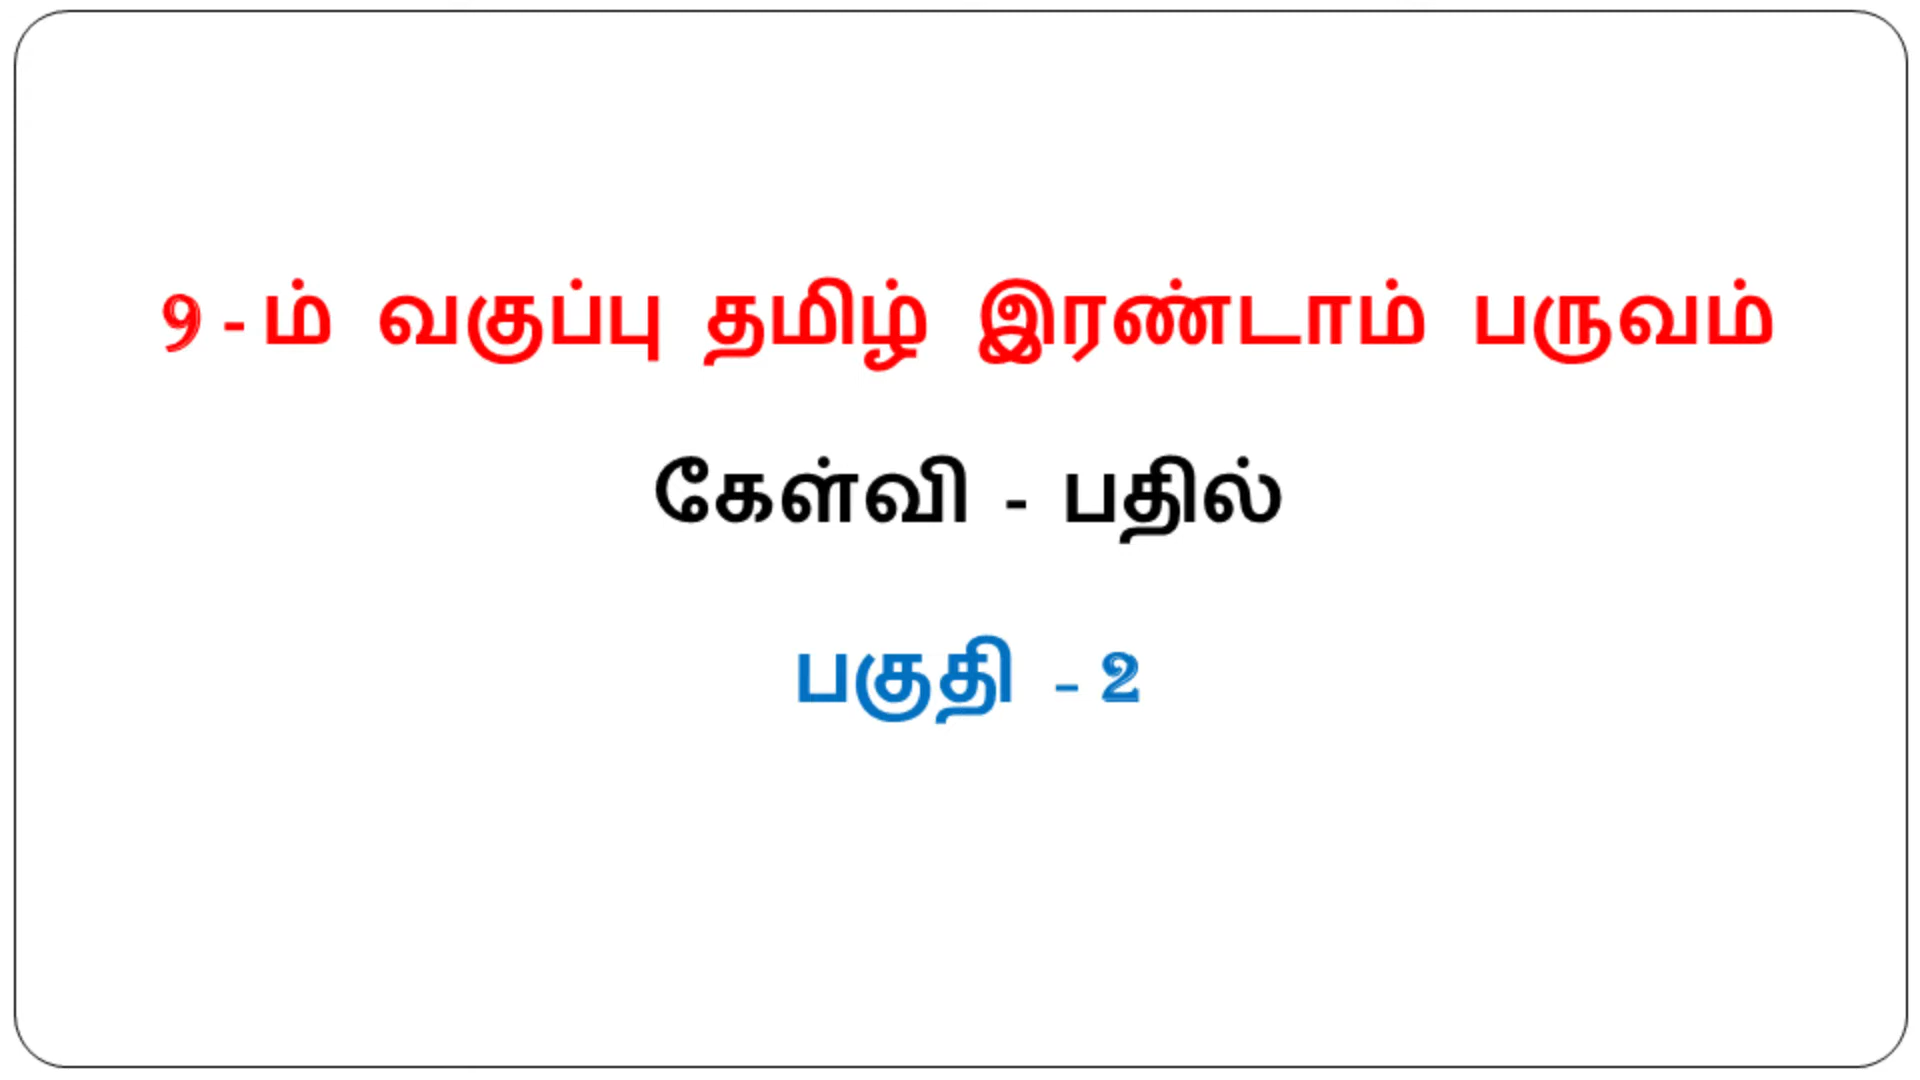 9 - ம் வகுப்பு தமிழ் இரண்டாம் பருவம்
கேள்வி - பதில்
பகுதி - 2